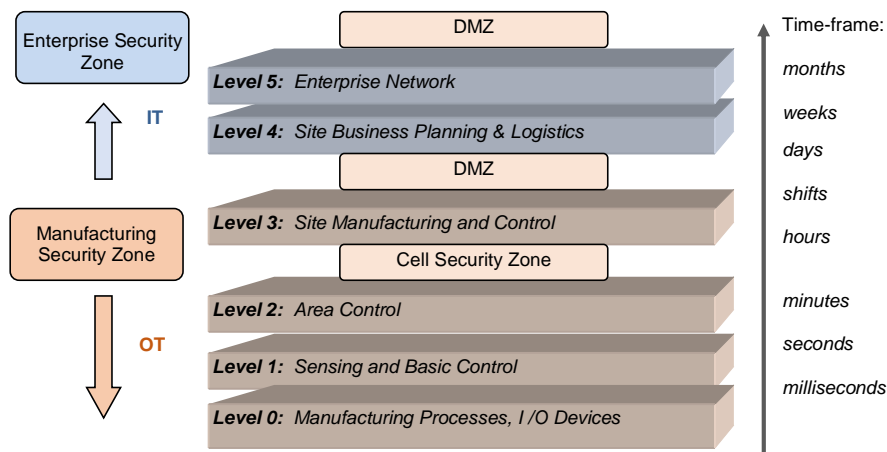 Enterprise Security
Zone
IT
Manufacturing
Security Zone
OT
DMZ
Level 5: Enterprise Network
Level 4: Site Business Planning & Logistics
DMZ
Level 3: Site Manufacturing and Control
Cell Security Zone
Level 2: Area Control
Level 1: Sensing and Basic Control
Level 0: Manufacturing Processes, I /O Devices
Time-frame:
months
weeks
days
shifts
hours
minutes
seconds
milliseconds